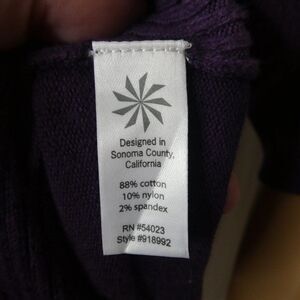 Designed in
Sonoma County,
California
88% cotton
10% nylon
2% spandex
RN #54023
Style #918992